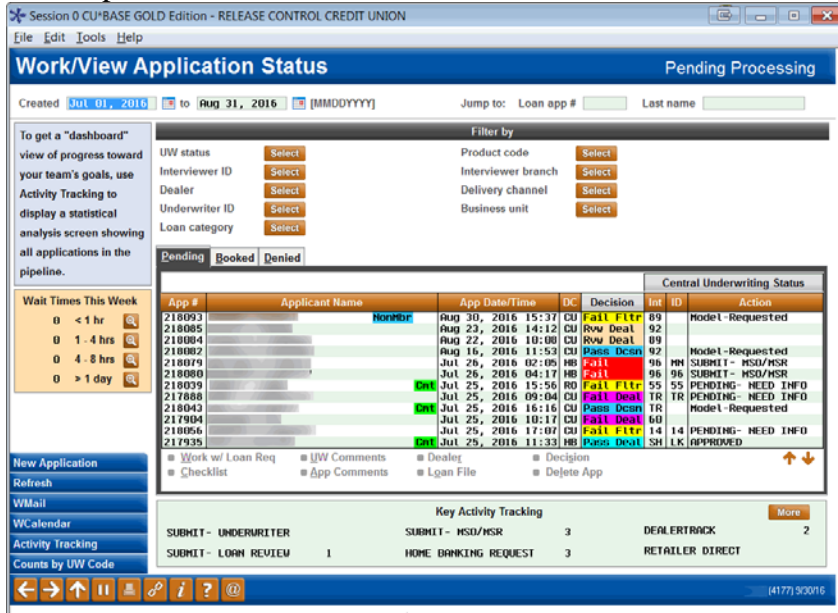 Session 0 CU*BASE GOLD Edition - RELEASE CONTROL CREDIT UNION
File Edit Tools Help
Work/View Application Status Pending Processing
Created Jul 01, 2016 to Aug 31, 2016 [MMDDYYYY] Jump to: Loan app # Last name
To get a "dashboard"
view of progress toward
your team's goals, use
Activity Tracking to
display a statistical
analysis screen showing
all applications in the
pipeline.
Wait Times This Week
0 < 1 hr
0 1 - 4 hrs
0 4 - 8 hrs
0 > 1 day
New Application
Refresh
WMail
WCalendar
Activity Tracking
Counts by UW Code
Filter by
UW status Select Product code Select
Interviewer ID Select Interviewer branch Select
Dealer Select Delivery channel Select
Underwriter ID Select Business unit Select
Loan category Select
Pending Booked Denied
Central Underwriting Status
App # Applicant Name App Date/Time DC Decision Int ID Action
218093 NonMbr Aug 30, 2016 15:37 CU Fail Fltr 89 Model-Requested
218085 Aug 23, 2016 14:12 CU Rvw Deal 92
218084 Aug 22, 2016 10:08 CU Rvw Deal 89
218082 Aug 16, 2016 11:53 CU Pass Dcsn 92 Model-Requested
218079 Jul 26, 2016 02:05 HB Fail 96 MN SUBMIT- MSO/MSR
218080 Jul 26, 2016 04:17 HB Fail 96 96 SUBMIT- MSO/MSR
218039 Cmt Jul 25, 2016 15:56 RO Fail Fltr 55 55 PENDING- NEED INFO
217888 Jul 25, 2016 09:04 CU Fail Deal TR TR PENDING- NEED INFO
218043 Cmt Jul 25, 2016 16:16 CU Pass Dcsn TR Model-Requested
217904 Jul 25, 2016 10:17 CU Fail Deal 60
218056 Jul 25, 2016 17:07 CU Fail Fltr 14 14 PENDING- NEED INFO
217935 Cmt Jul 25, 2016 11:33 HB Pass Deal SH LK APPROVED
Work w/ Loan Req UW Comments Dealer Decision
Checklist App Comments Loan File Delete App
Key Activity Tracking More
SUBMIT- UNDERWRITER SUBMIT- MSO/MSR 3 DEALERTRACK 2
SUBMIT- LOAN REVIEW 1 HOME BANKING REQUEST 3 RETAILER DIRECT
(4177) 9/30/16